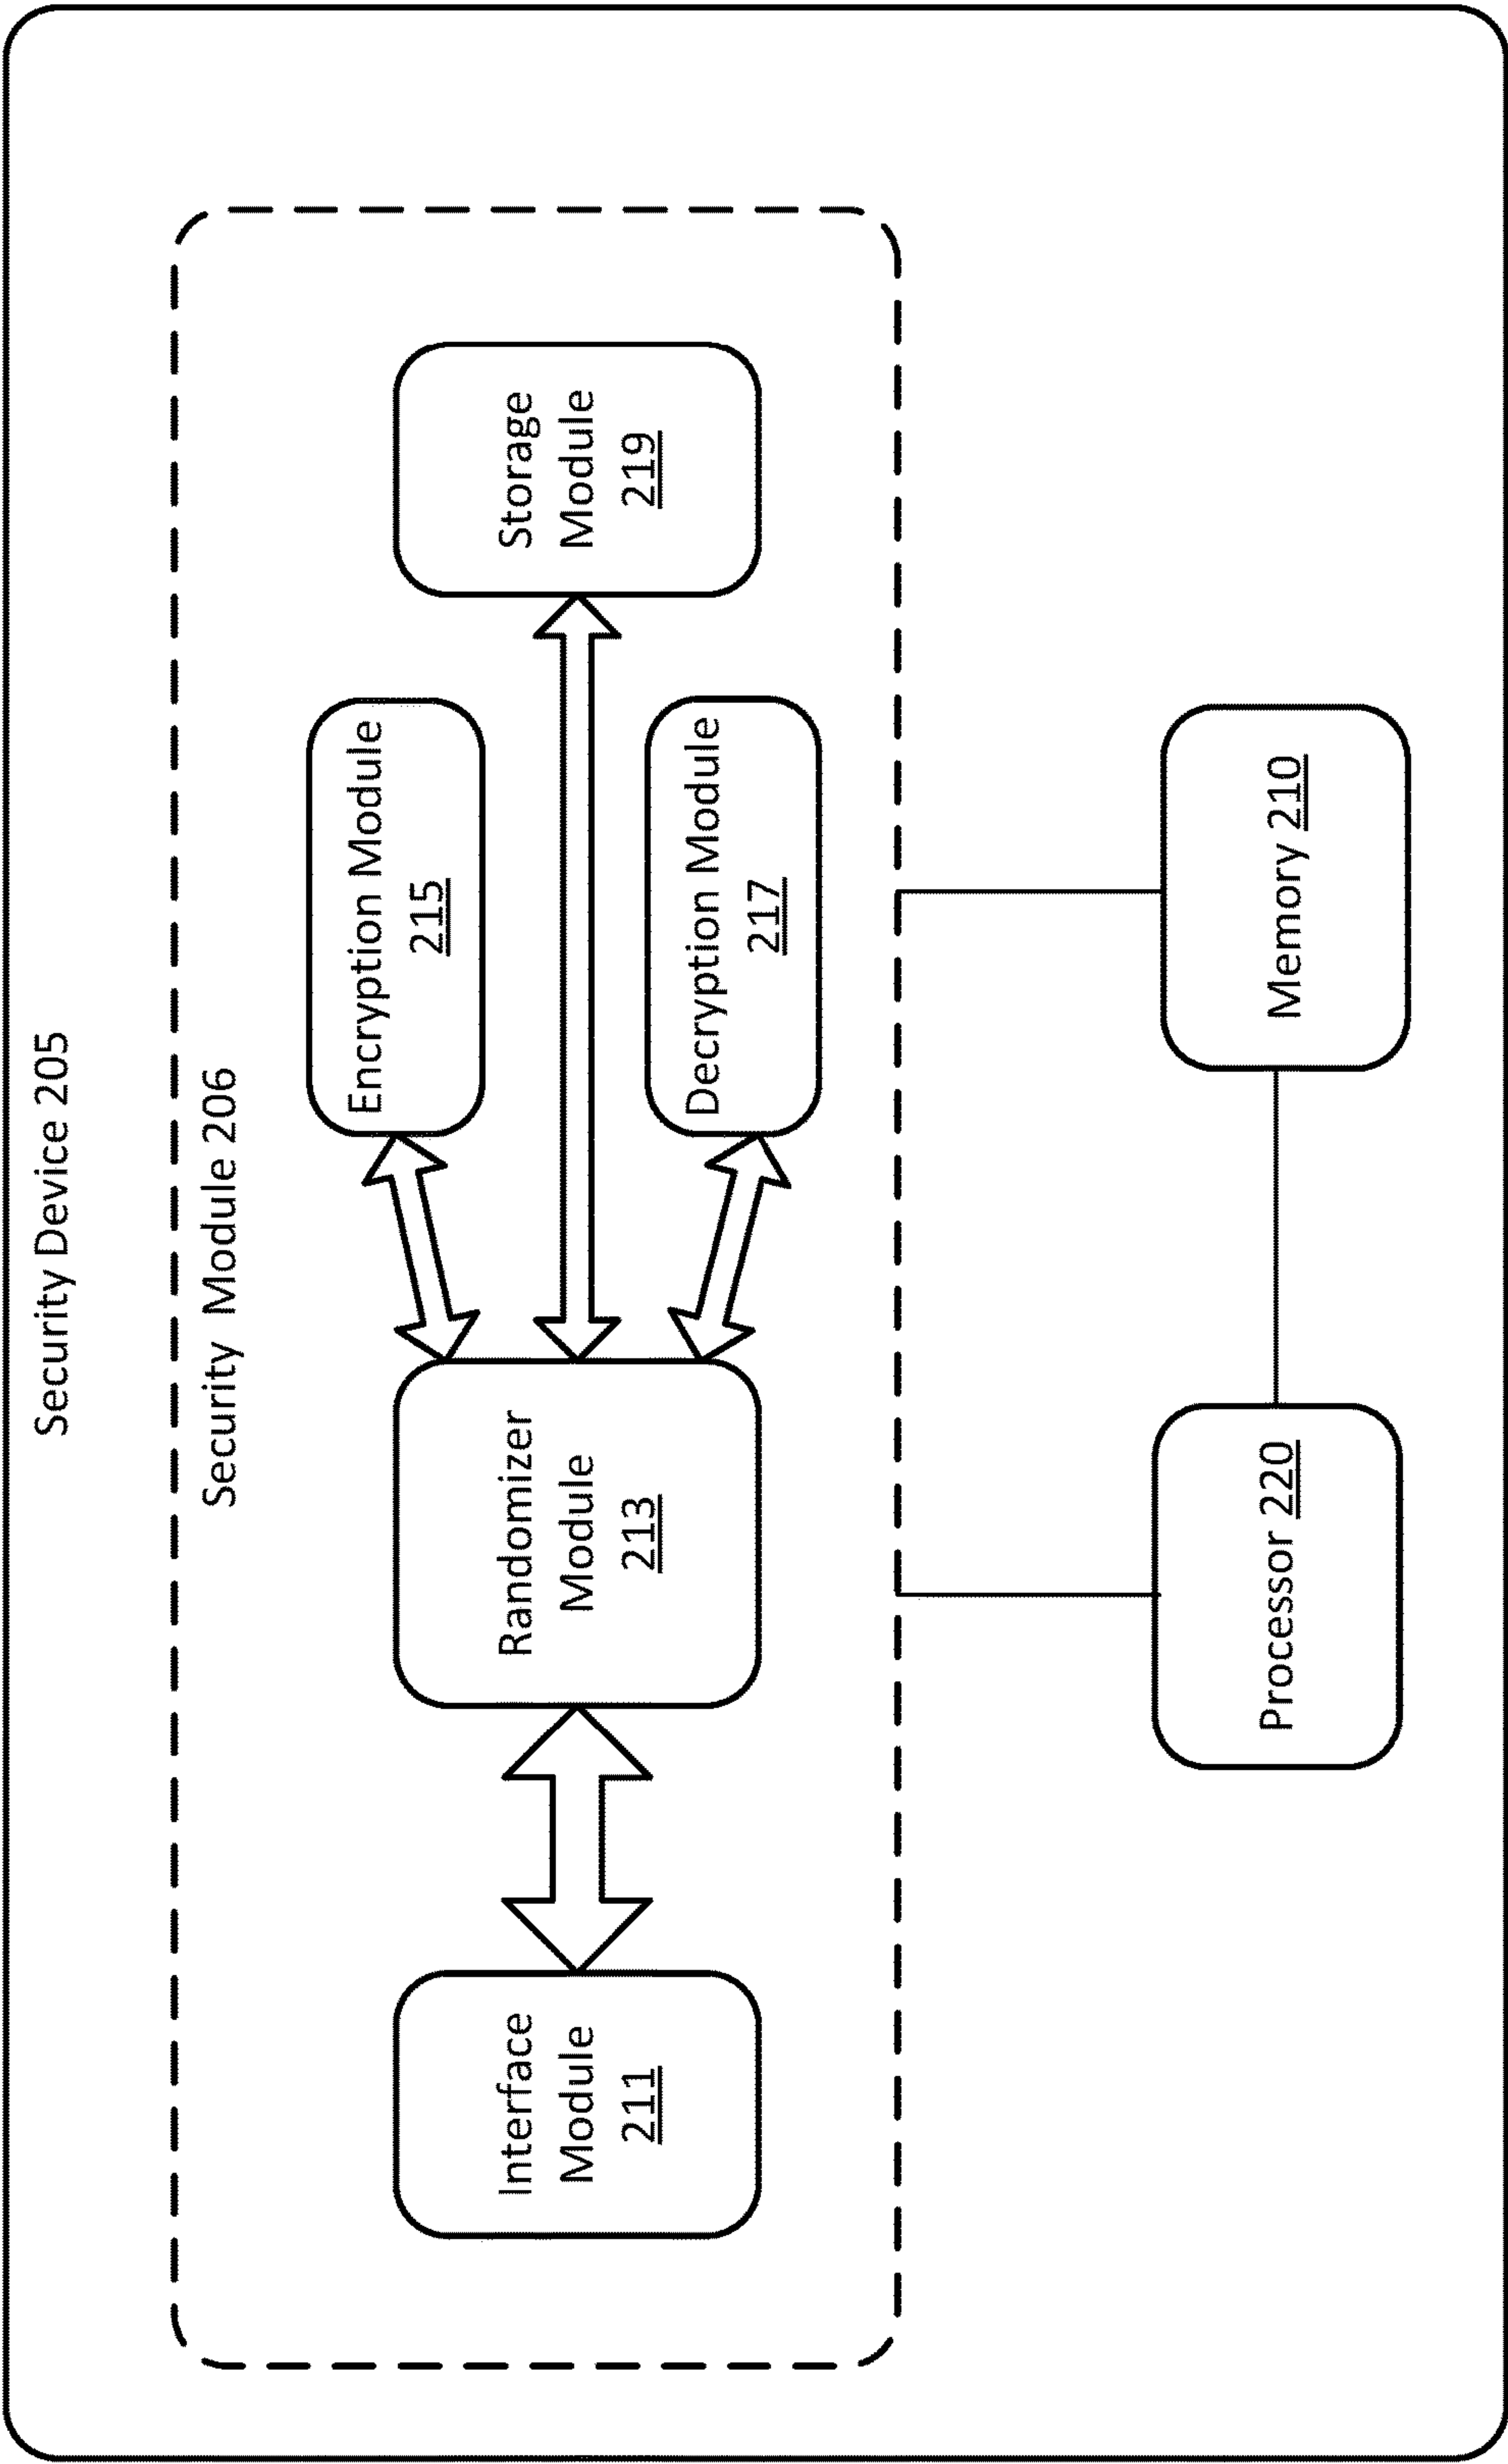 Security Device 205
Security Module 206
Interface
Module
211
Randomizer
Module
213
Encryption Module
215
Decryption Module
217
Storage
Module
219
Processor 220
Memory 210